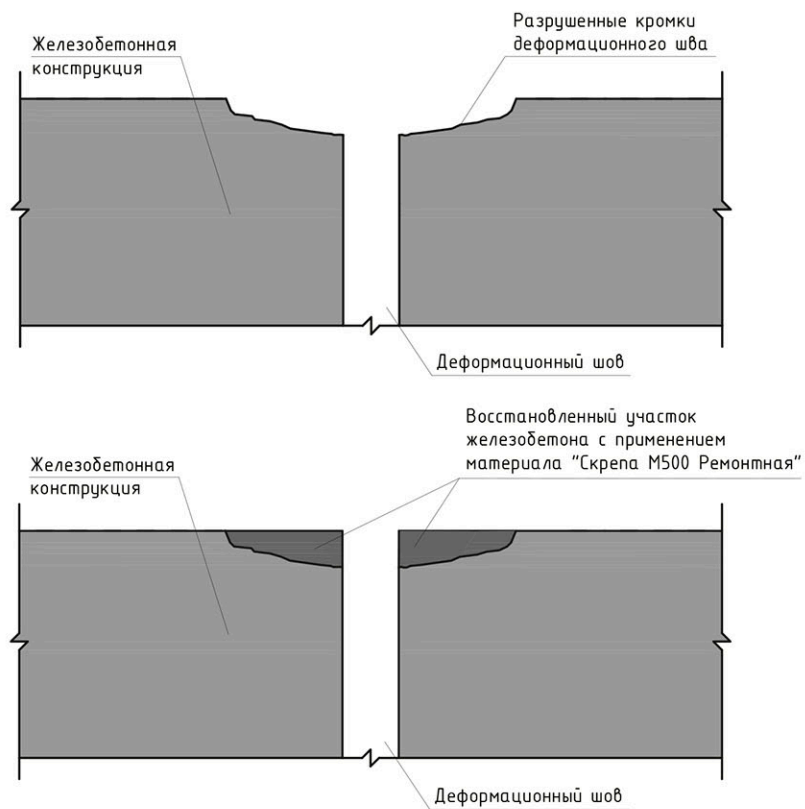 Железобетонная
конструкция
Разрушенные кромки
деформационного шва
Деформационный шов
Железобетонная
конструкция
Восстановленный участок
железобетона с применением
материала "Скрепа М500 Ремонтная"
Деформационный шов